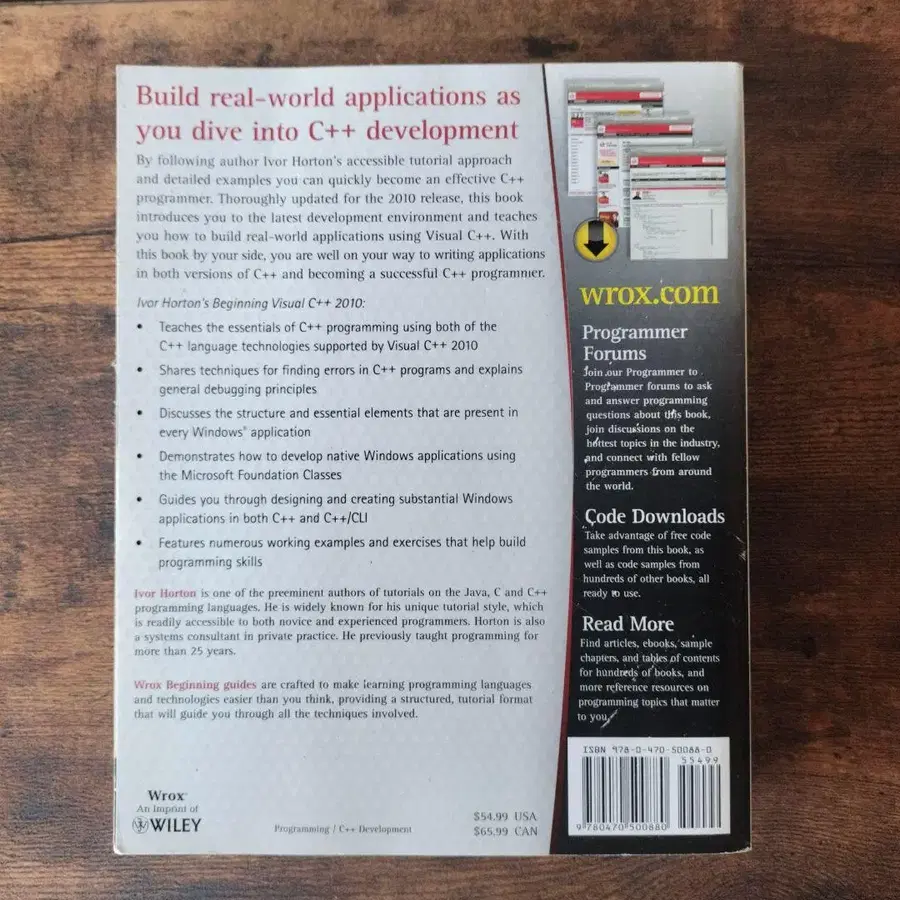 Build real-world applications as
you dive into C++ development
By following author Ivor Horton's accessible tutorial approach
and detailed examples you can quickly become an effective C++
programmer. Thoroughly updated for the 2010 release, this book
introduces you to the latest development environment and teaches
you how to build real-world applications using Visual C++. With
this book by your side, you are well on your way to writing applications
in both versions of C++ and becoming a successful C++ programmer.
Ivor Horton's Beginning Visual C++ 2010:
• Teaches the essentials of C++ programming using both of the
C++ language technologies supported by Visual C++ 2010
• Shares techniques for finding errors in C++ programs and explains
general debugging principles
• Discusses the structure and essential elements that are present in
every Windows® application
• Demonstrates how to develop native Windows applications using
the Microsoft Foundation Classes
• Guides you through designing and creating substantial Windows
applications in both C++ and C++/CLI
• Features numerous working examples and exercises that help build
programming skills
Ivor Horton is one of the preeminent authors of tutorials on the Java, C and C++
programming languages. He is widely known for his unique tutorial style, which
is readily accessible to both novice and experienced programmers. Horton is also
a systems consultant in private practice. He previously taught programming for
more than 25 years.
Wrox Beginning guides are crafted to make learning programming languages
and technologies easier than you think, providing a structured, tutorial format
that will guide you through all the techniques involved.
Wrox™
An Imprint of
WILEY
Programming / C++ Development
$54.99 USA
$65.99 CAN
wrox.com
Programmer
Forums
Join our Programmer to
Programmer forums to ask
and answer programming
questions about this book,
join discussions on the
hottest topics in the industry,
and connect with fellow
programmers from around
the world.
Code Downloads
Take advantage of free code
samples from this book, as
well as code samples from
hundreds of other books, all
ready to use.
Read More
Find articles, ebooks, sample
chapters, and tables of contents
for hundreds of books, and
more reference resources on
programming topics that matter
to you.
ISBN 978-0-470-50088-0
55499
9 780470 500880